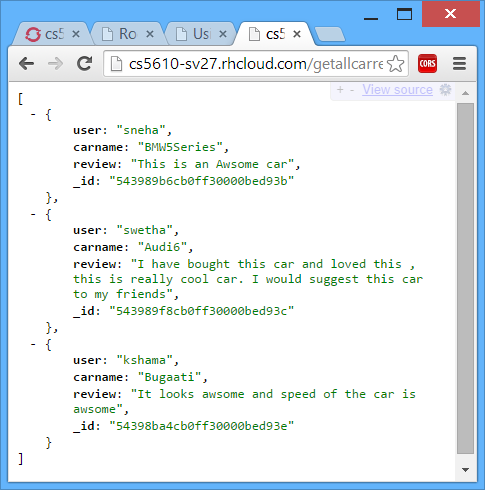 cs5
Ro
Us
cs5
cs5610-sv27.rhcloud.com/getallcarre
CORS
+ - View source
[
- {
user: "sneha",
carname: "BMW5Series",
review: "This is an Awsome car",
_id: "543989b6cb0ff30000bed93b"
},
- {
user: "swetha",
carname: "Audi6",
review: "I have bought this car and loved this ,
this is really cool car. I would suggest this car
to my friends",
_id: "543989f8cb0ff30000bed93c"
},
- {
user: "kshama",
carname: "Bugaati",
review: "It looks awsome and speed of the car is
awsome",
_id: "54398ba4cb0ff30000bed93e"
}
]